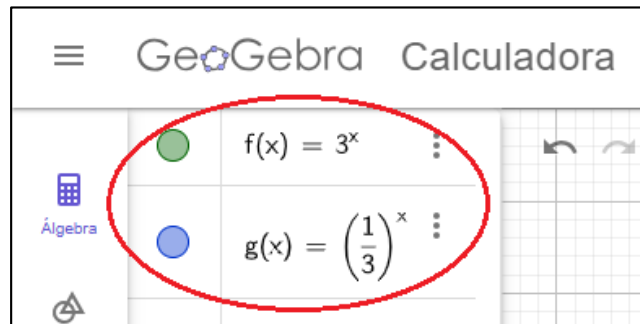 GeoGebra Calculadora
f(x) = 3ˣ
Álgebra
g(x) = (1/3)ˣ